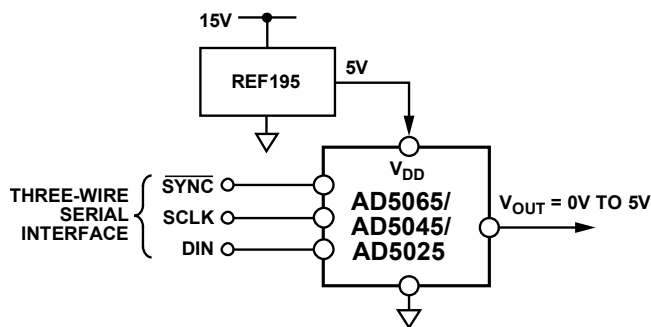 15V
REF195
5V
VDD
THREE-WIRE
SERIAL
INTERFACE
SYNC
SCLK
DIN
AD5065/
AD5045/
AD5025
VOUT = 0V TO 5V